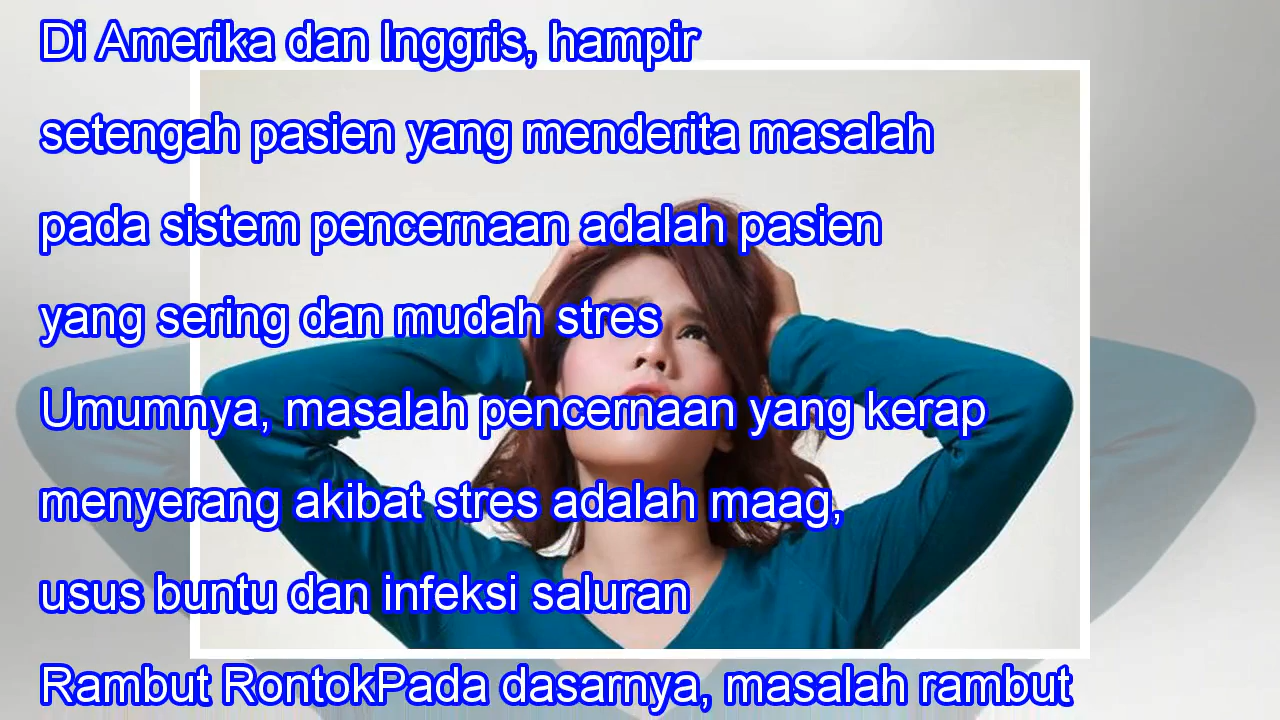 Di Amerika dan Inggris, hampir
setengah pasien yang menderita masalah
pada sistem pencernaan adalah pasien
yang sering dan mudah stres
Umumnya, masalah pencernaan yang kerap
menyerang akibat stres adalah maag,
usus buntu dan infeksi saluran
Rambut RontokPada dasarnya, masalah rambut